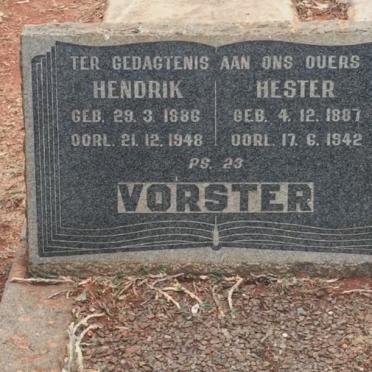 TER GEDAGTENIS AAN ONS OUERS
HENDRIK HESTER
GEB. 29. 3. 1886 GEB. 4. 12. 1887
OORL. 21. 12. 1948 OORL. 17. 6. 1942
PS. 23
VORSTER